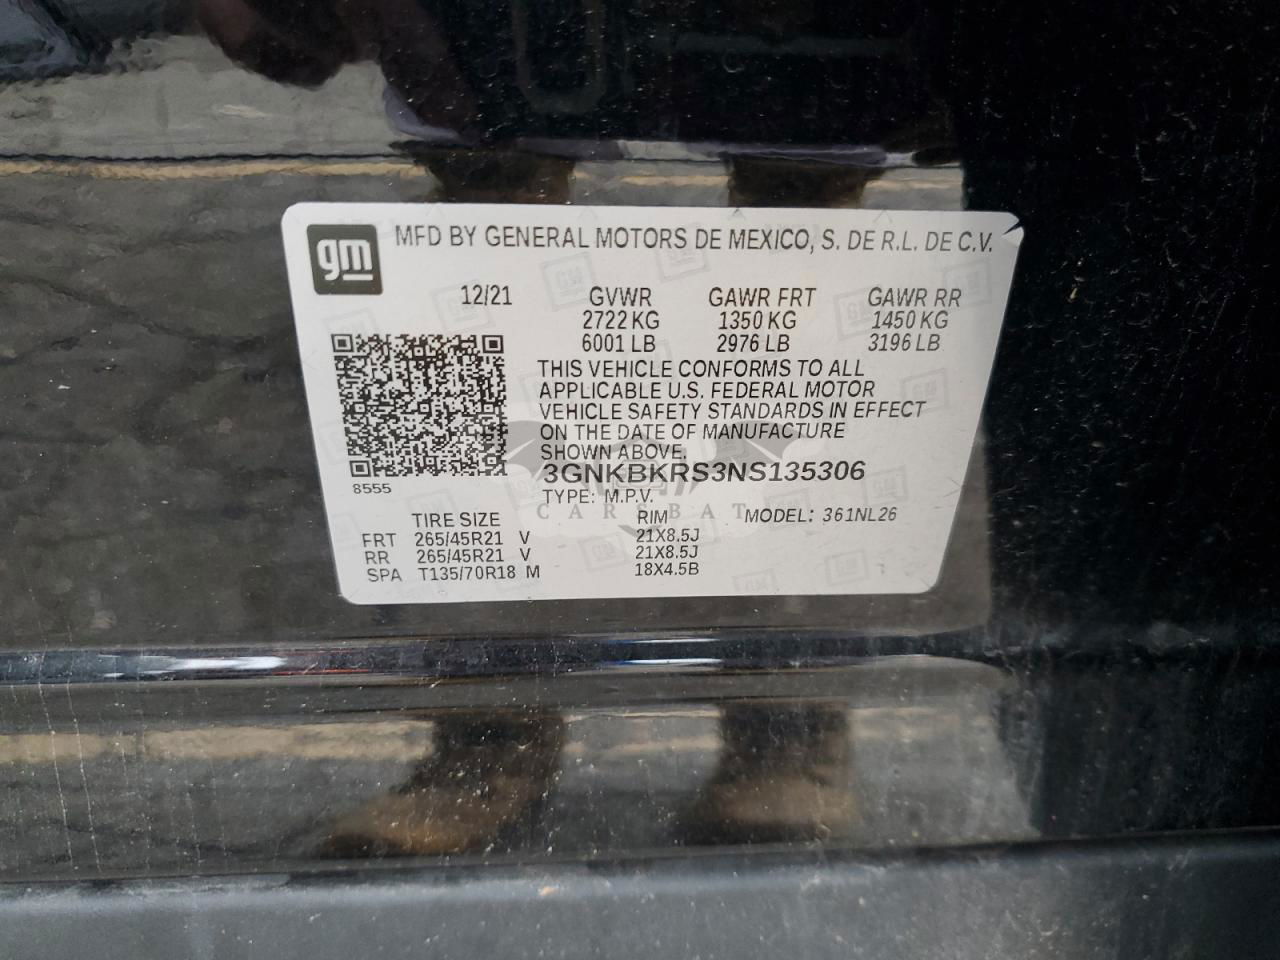 gm MFD BY GENERAL MOTORS DE MEXICO, S. DE R.L. DE C.V.
12/21 GVWR GAWR FRT GAWR RR
2722 KG 1350 KG 1450 KG
6001 LB 2976 LB 3196 LB
THIS VEHICLE CONFORMS TO ALL
APPLICABLE U.S. FEDERAL MOTOR
VEHICLE SAFETY STANDARDS IN EFFECT
ON THE DATE OF MANUFACTURE
SHOWN ABOVE.
3GNKBKRS3NS135306
8555
TYPE: M.P.V.
CARSBAT
TIRE SIZE RIM MODEL: 361NL26
FRT 265/45R21 V 21X8.5J
RR 265/45R21 V 21X8.5J
SPA T135/70R18 M 18X4.5B